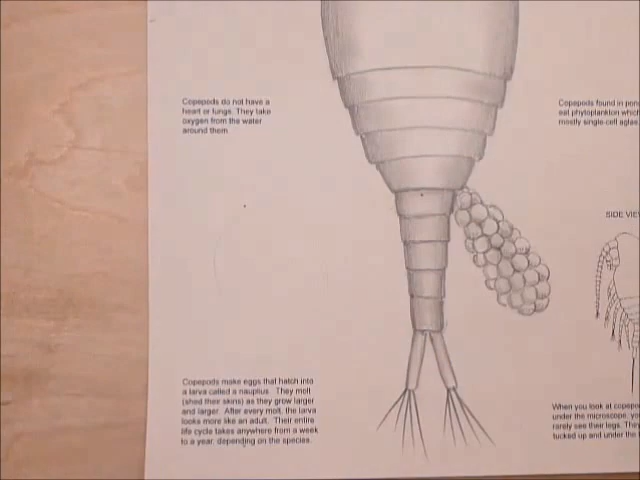 Copepods do not have a
heart or lungs. They take
oxygen from the water
around them
Copepods found in pon
eat phytoplankton which
mostly single-cell aglas.
SIDE VIE
Copepods make eggs that hatch into
a larva called a nauplius. They molt
(shed their skins) as they grow larger
and larger. After every molt, the larva
looks more like an adult. Their entire
life cycle takes anywhere from a week
to a year, depending on the species.
When you look at copepo
under the microscope, you
rarely see their legs. They
tucked up and under the